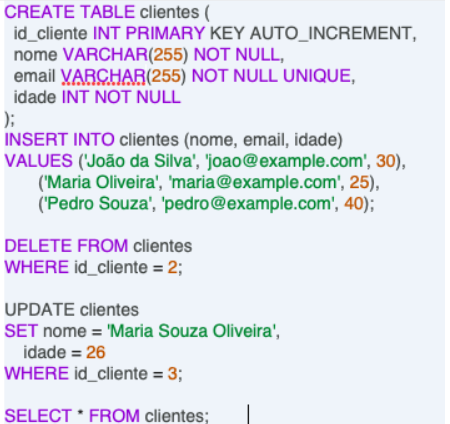 CREATE TABLE clientes (
id_cliente INT PRIMARY KEY AUTO_INCREMENT,
nome VARCHAR(255) NOT NULL,
email VARCHAR(255) NOT NULL UNIQUE,
idade INT NOT NULL
);
INSERT INTO clientes (nome, email, idade)
VALUES ('João da Silva', 'joao@example.com', 30),
('Maria Oliveira', 'maria@example.com', 25),
('Pedro Souza', 'pedro@example.com', 40);
DELETE FROM clientes
WHERE id_cliente = 2;
UPDATE clientes
SET nome = 'Maria Souza Oliveira',
idade = 26
WHERE id_cliente = 3;
SELECT * FROM clientes;